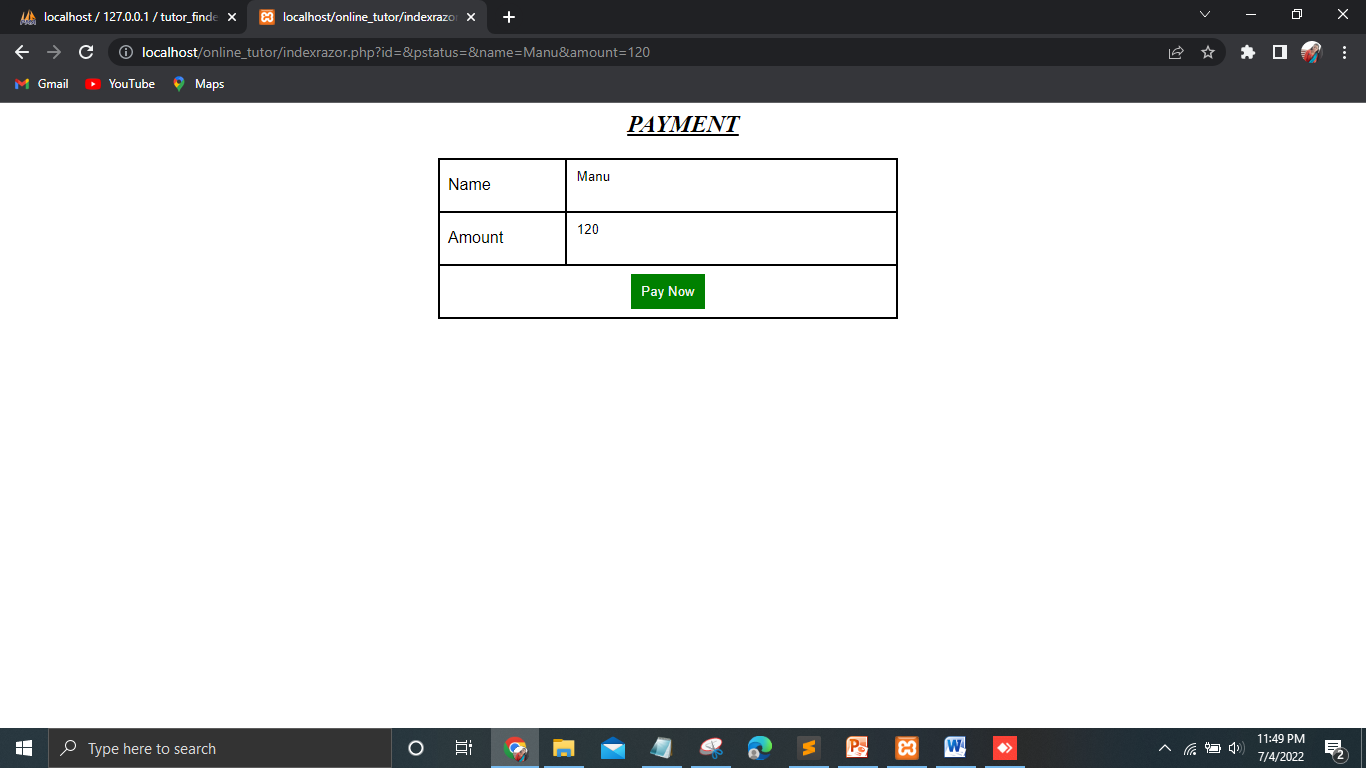 localhost / 127.0.0.1 / tutor_finde
localhost/online_tutor/indexrazor
localhost/online_tutor/indexrazor.php?id=&pstatus=&name=Manu&amount=120
Gmail
YouTube
Maps
PAYMENT
Name
Manu
Amount
120
Pay Now
Type here to search
11:49 PM
7/4/2022
2